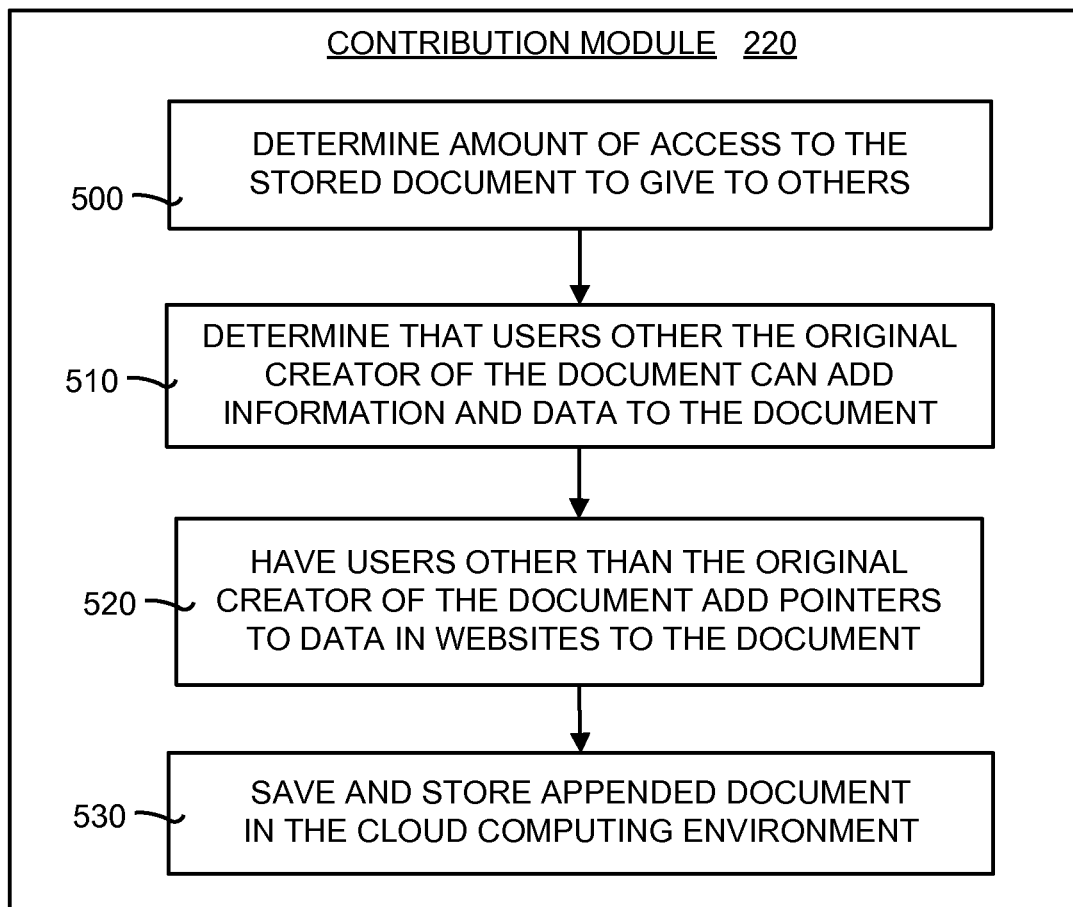 CONTRIBUTION MODULE 220
DETERMINE AMOUNT OF ACCESS TO THE
STORED DOCUMENT TO GIVE TO OTHERS
500
DETERMINE THAT USERS OTHER THE ORIGINAL
CREATOR OF THE DOCUMENT CAN ADD
INFORMATION AND DATA TO THE DOCUMENT
510
HAVE USERS OTHER THAN THE ORIGINAL
CREATOR OF THE DOCUMENT ADD POINTERS
TO DATA IN WEBSITES TO THE DOCUMENT
520
SAVE AND STORE APPENDED DOCUMENT
IN THE CLOUD COMPUTING ENVIRONMENT
530